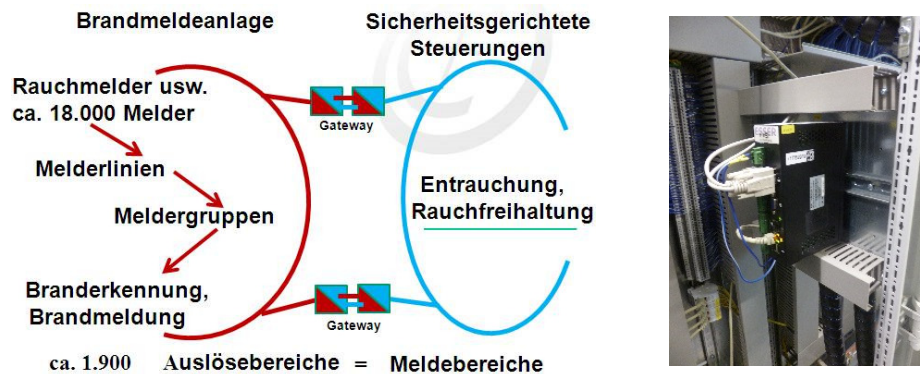 Brandmeldeanlage
Sicherheitsgerichtete
Steuerungen
Rauchmelder usw.
ca. 18.000 Melder
Gateway
Melderlinien
Meldergruppen
Entrauchung,
Rauchfreihaltung
Branderkennung,
Brandmeldung
Gateway
ca. 1.900 Auslösebereiche = Meldebereiche
ESSER